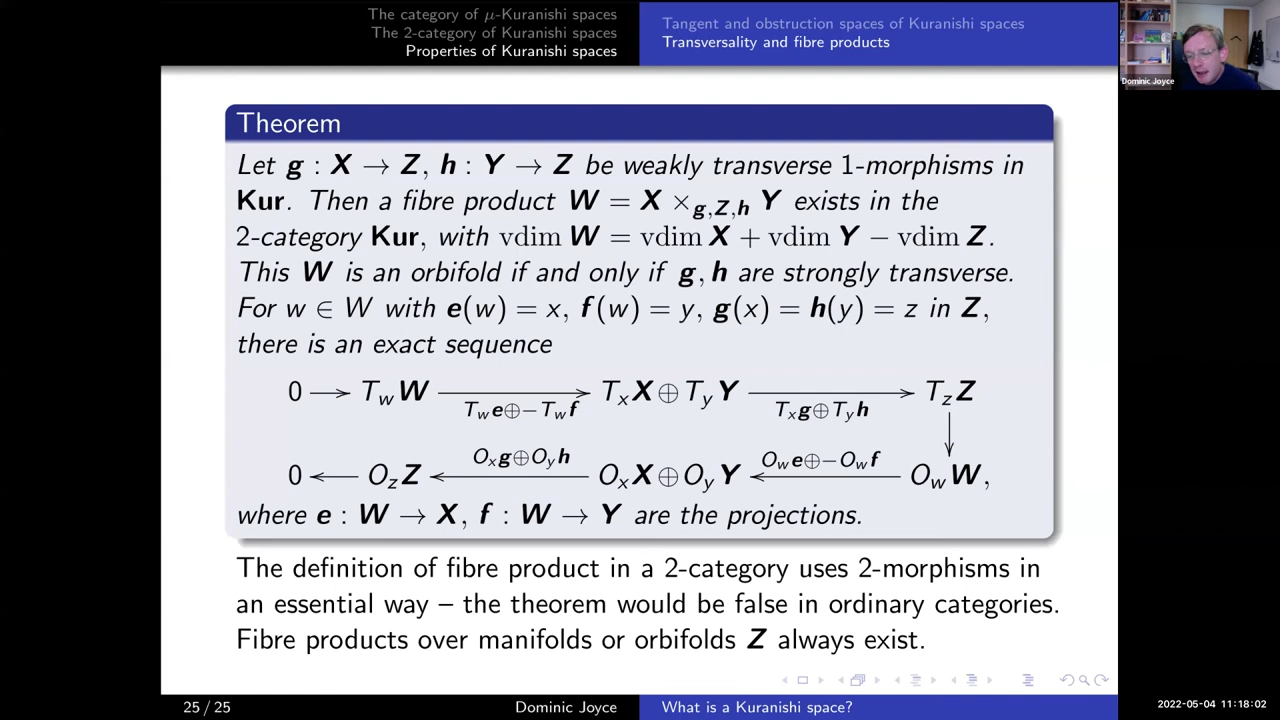 The category of μ-Kuranishi spaces
The 2-category of Kuranishi spaces
Properties of Kuranishi spaces
Tangent and obstruction spaces of Kuranishi spaces
Transversality and fibre products
Dominic Joyce
Theorem
Let g : X → Z, h : Y → Z be weakly transverse 1-morphisms in
Kur. Then a fibre product W = X ×g,Z,h Y exists in the
2-category Kur, with vdim W = vdim X + vdim Y − vdim Z.
This W is an orbifold if and only if g, h are strongly transverse.
For w ∈ W with e(w) = x, f(w) = y, g(x) = h(y) = z in Z,
there is an exact sequence
0 → TwW → TxX ⊕ TyY → TzZ
Twe⊕−Twf Txg⊕Tyh
Oxg⊕Oyh Owe⊕−Owf
0 ← OzZ ← OxX ⊕ OyY ← OwW,
where e : W → X, f : W → Y are the projections.
The definition of fibre product in a 2-category uses 2-morphisms in
an essential way – the theorem would be false in ordinary categories.
Fibre products over manifolds or orbifolds Z always exist.
25 / 25
Dominic Joyce
What is a Kuranishi space?
2022-05-04 11:18:02